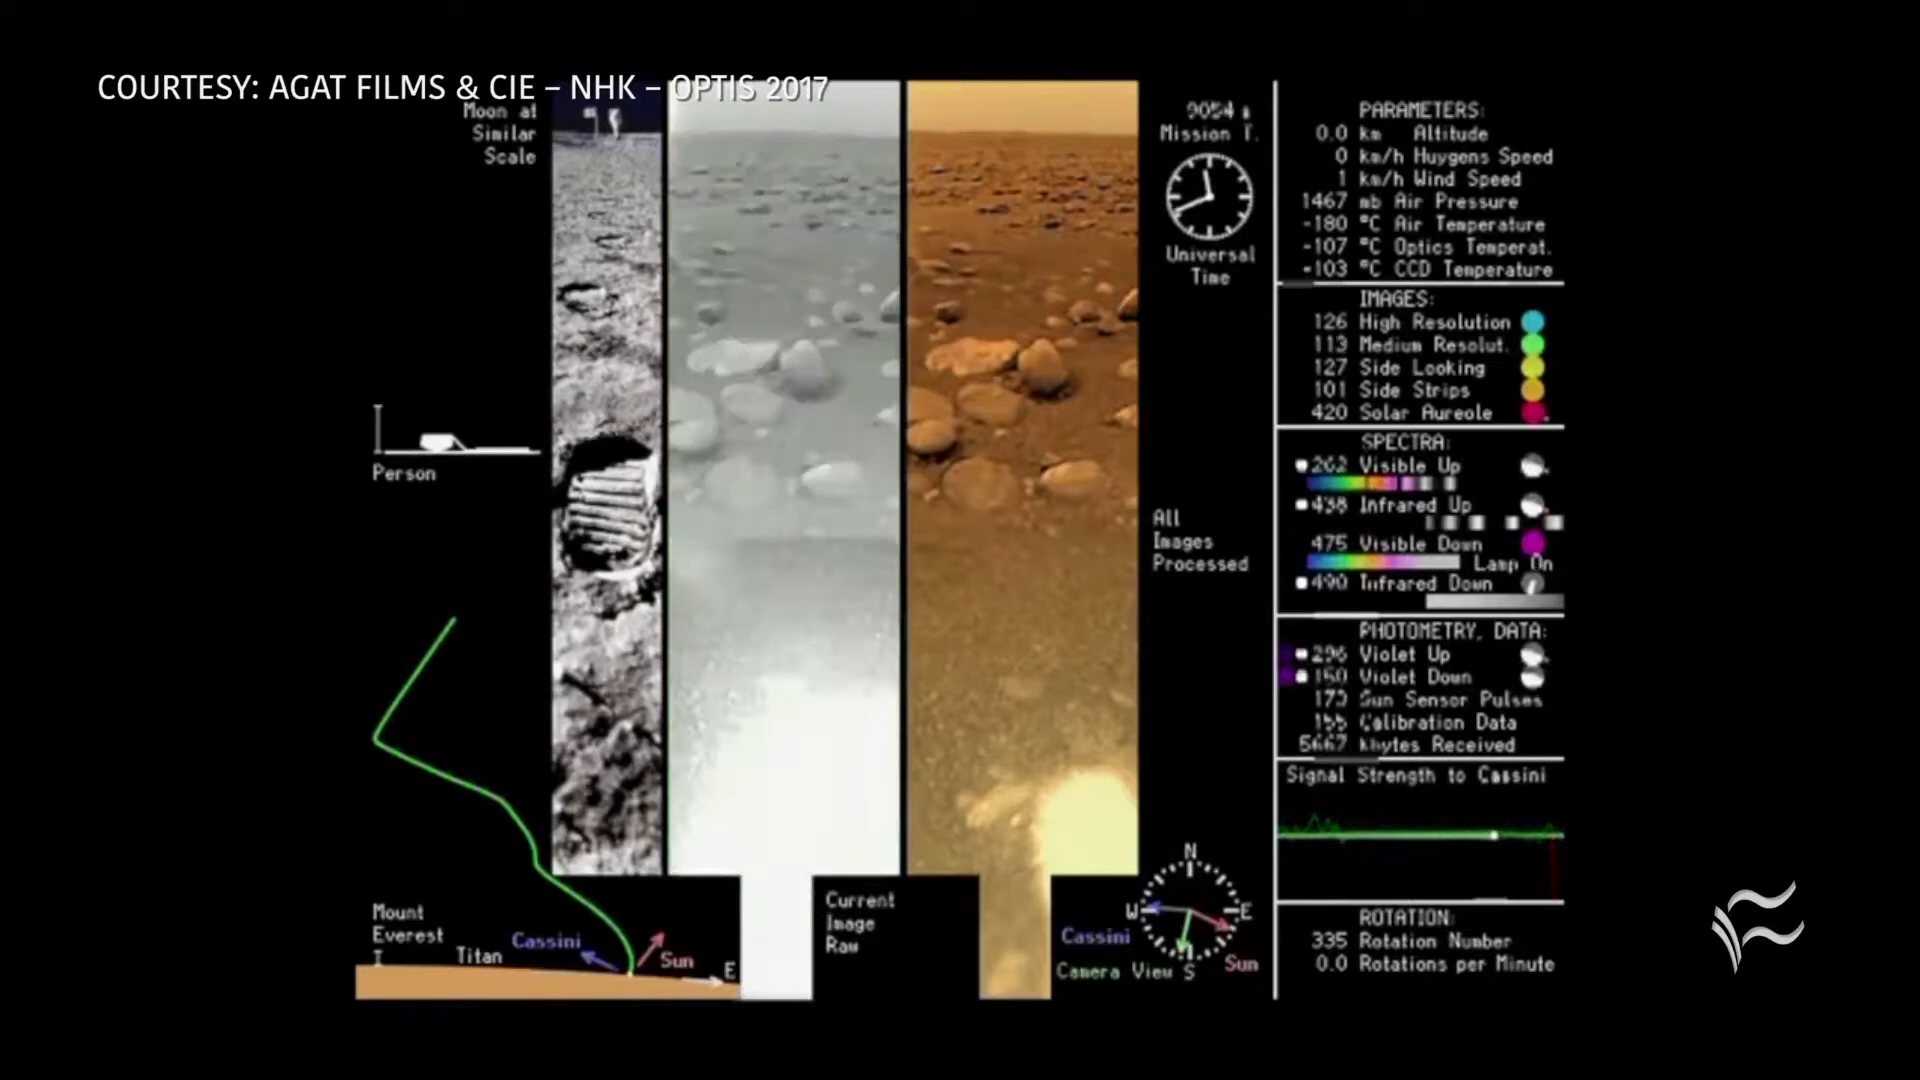 COURTESY: AGAT FILMS & CIE – NHK – OPTIS 2017
Moon at
Similar
Scale
Person
Mount
Everest
Titan
Cassini
Sun
E
Current
Image
Raw
9054 s
Mission T.
Universal
Time
All
Images
Processed
N
W
E
Cassini
Camera View S
Sun
PARAMETERS:
0.0 km Altitude
0 km/h Huygens Speed
1 km/h Wind Speed
1467 mb Air Pressure
-180 °C Air Temperature
-107 °C Optics Temperat.
-103 °C CCD Temperature
IMAGES:
126 High Resolution
113 Medium Resolut.
127 Side Looking
101 Side Strips
420 Solar Aureole
SPECTRA:
262 Visible Up
438 Infrared Up
475 Visible Down
Lamp On
490 Infrared Down
PHOTOMETRY, DATA:
296 Violet Up
150 Violet Down
173 Sun Sensor Pulses
155 Calibration Data
5667 kbytes Received
Signal Strength to Cassini
ROTATION:
335 Rotation Number
0.0 Rotations per Minute